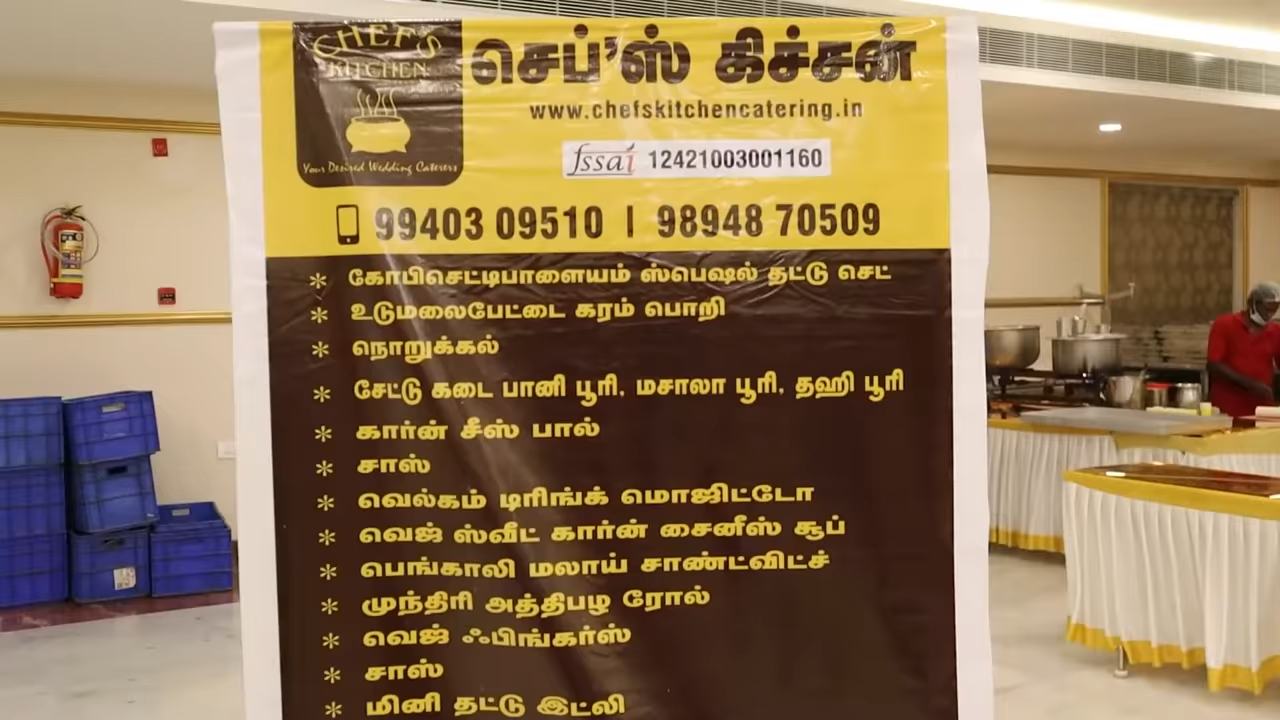 CHEF'S
KITCHEN
Your Desired Wedding Caterers
செப்'ஸ் கிச்சன்
www.chefskitchencatering.in
fssai 12421003001160
99403 09510 | 98948 70509
* கோபிசெட்டிபாளையம் ஸ்பெஷல் தட்டு செட்
* உடுமலைபேட்டை கரம் பொறி
* நொறுக்கல்
* சேட்டு கடை பானி பூரி, மசாலா பூரி, தஹி பூரி
* கார்ன் சீஸ் பால்
* சாஸ்
* வெல்கம் டிரிங்க் மொஜிட்டோ
* வெஜ் ஸ்வீட் கார்ன் சைனீஸ் சூப்
* பெங்காலி மலாய் சாண்ட்விட்ச்
* முந்திரி அத்திபழ ரோல்
* வெஜ் ஃபிங்கர்ஸ்
* சாஸ்
* மினி தட்டு இட்லி